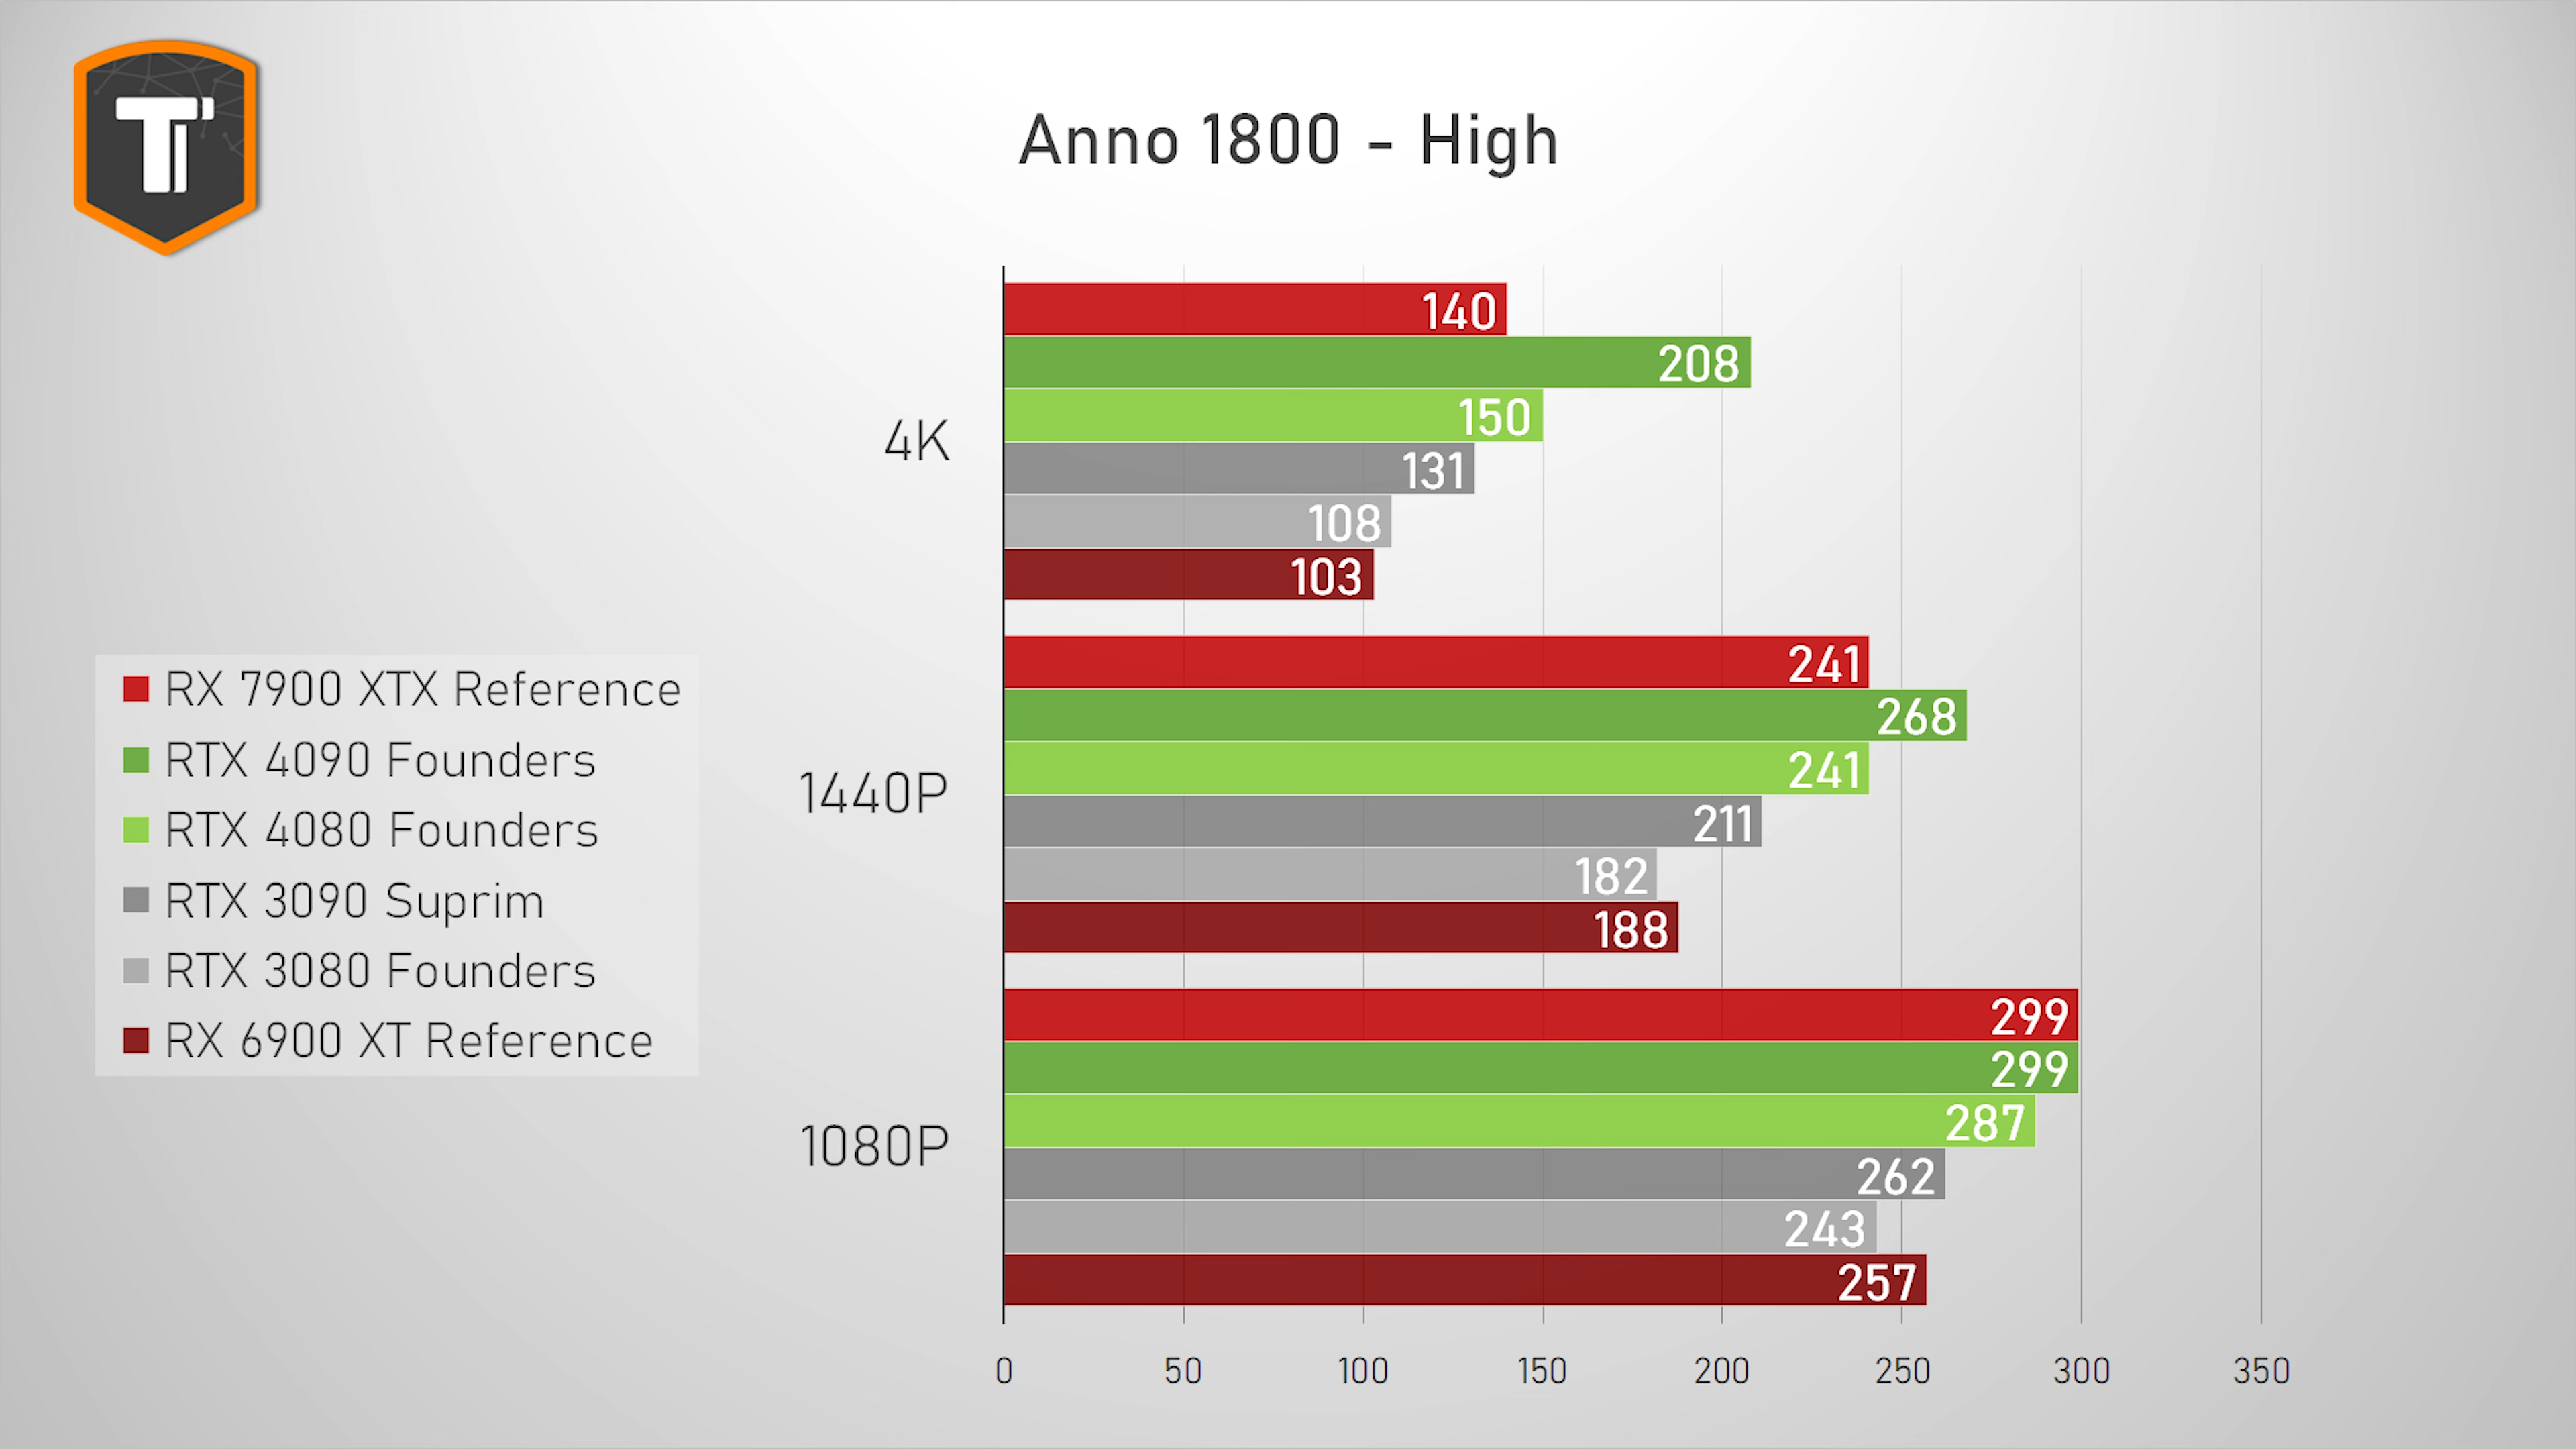 Anno 1800 - High
4K
140
208
150
131
108
103
1440P
241
268
241
211
182
188
1080P
299
299
287
262
243
257
RX 7900 XTX Reference
RTX 4090 Founders
RTX 4080 Founders
RTX 3090 Suprim
RTX 3080 Founders
RX 6900 XT Reference
0 50 100 150 200 250 300 350